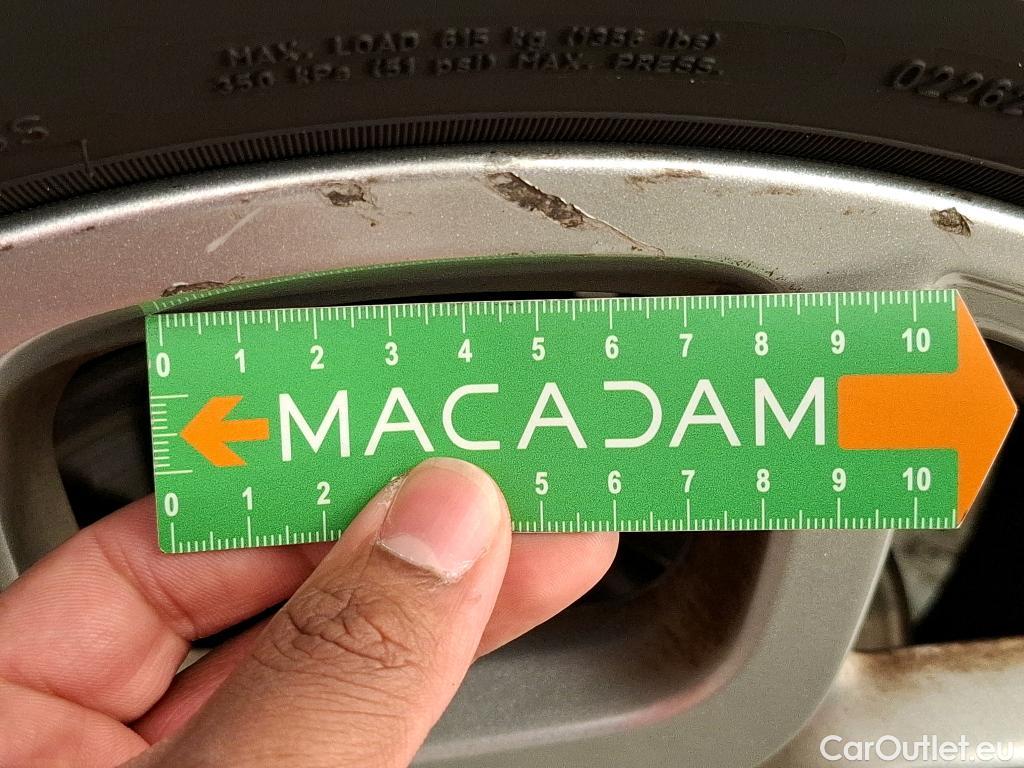 MAX. LOAD 615 kg (1356 lbs)
350 kPa (51 psi) MAX. PRESS.
02262
0 1 2 3 4 5 6 7 8 9 10
MACADAM
0 1 2 5 6 7 8 9 10
CarOutlet.eu